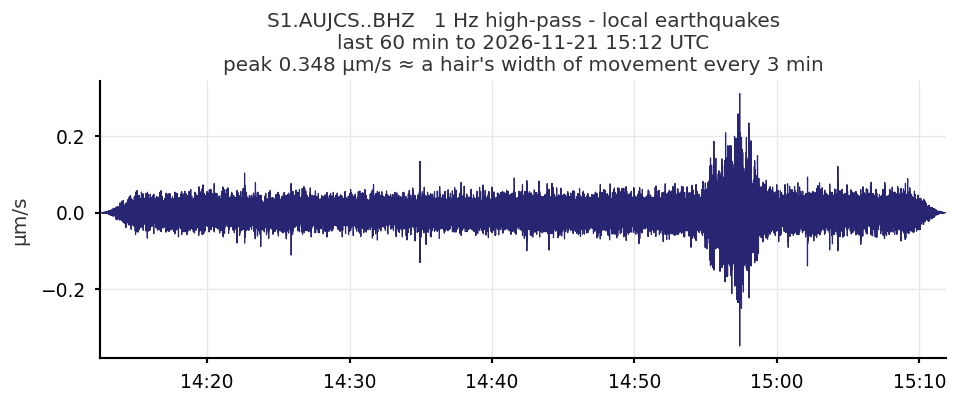 S1.AUJCS..BHZ   1 Hz high-pass - local earthquakes
last 60 min to 2026-11-21 15:12 UTC
peak 0.348 µm/s ≈ a hair's width of movement every 3 min
µm/s
0.2
0.0
−0.2
14:20
14:30
14:40
14:50
15:00
15:10